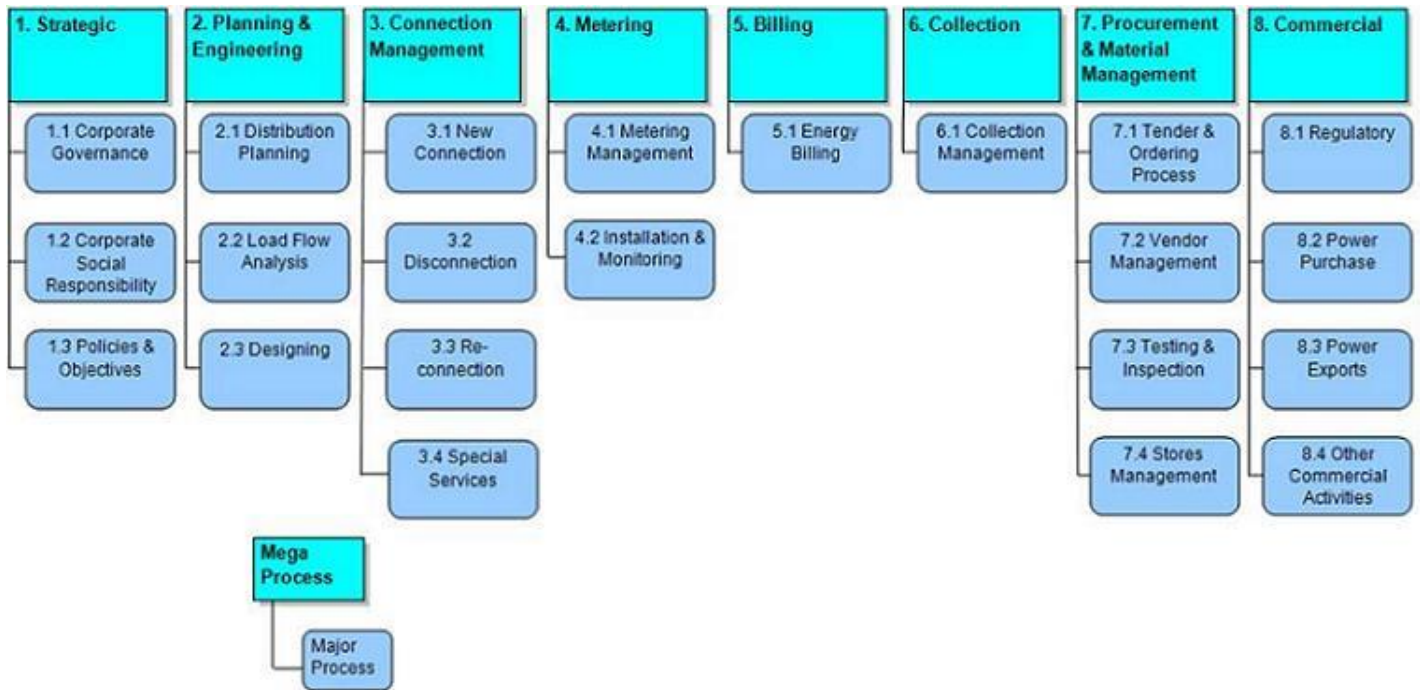 1. Strategic
2. Planning &
Engineering
3. Connection
Management
4. Metering
5. Billing
6. Collection
7. Procurement
& Material
Management
8. Commercial
1.1 Corporate
Governance
2.1 Distribution
Planning
3.1 New
Connection
4.1 Metering
Management
5.1 Energy
Billing
6.1 Collection
Management
7.1 Tender &
Ordering
Process
8.1 Regulatory
1.2 Corporate
Social
Responsibility
2.2 Load Flow
Analysis
3.2
Disconnection
4.2 Installation &
Monitoring
7.2 Vendor
Management
8.2 Power
Purchase
1.3 Policies &
Objectives
2.3 Designing
3.3 Re-
connection
7.3 Testing &
Inspection
8.3 Power
Exports
3.4 Special
Services
7.4 Stores
Management
8.4 Other
Commercial
Activities
Mega
Process
Major
Process